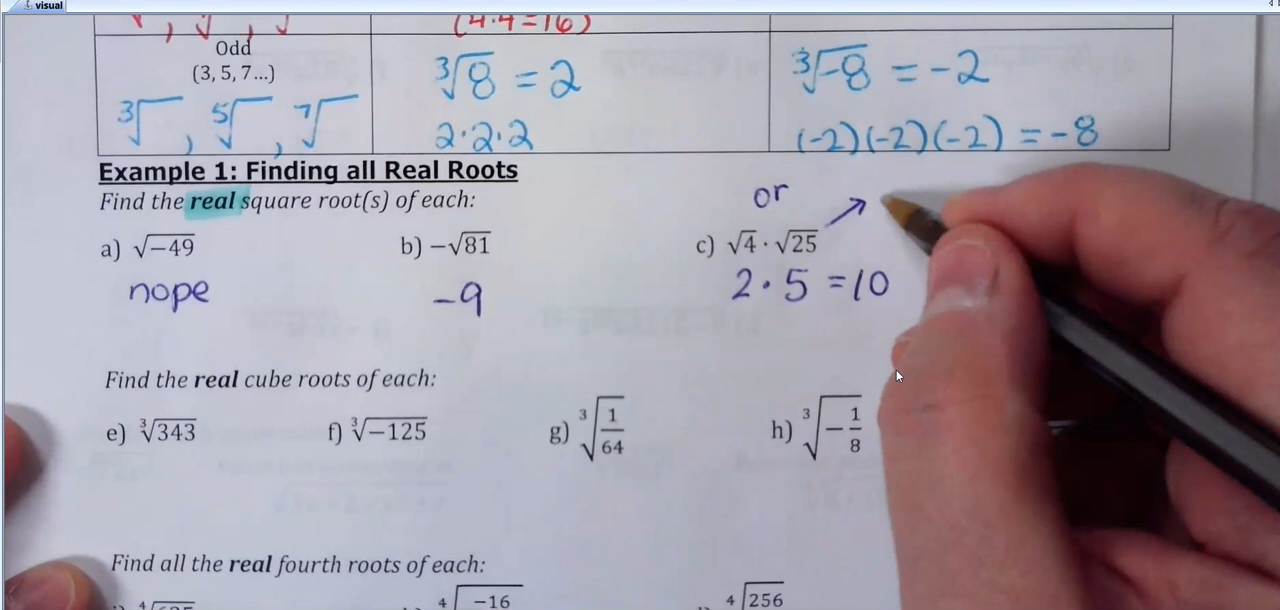 visual
(4·4=16)
Odd
(3, 5, 7...)
∛ , ⁵√ , ⁷√
∛8 = 2
2·2·2
∛-8 = -2
(-2)(-2)(-2) = -8
Example 1: Finding all Real Roots
Find the real square root(s) of each:
or
a) √−49
b) −√81
c) √4 · √25
nope
-9
2 · 5 = 10
Find the real cube roots of each:
e) ∛343
f) ∛−125
g) ∛(1/64)
h) ∛(−1/8)
Find all the real fourth roots of each:
∜−16
∜256